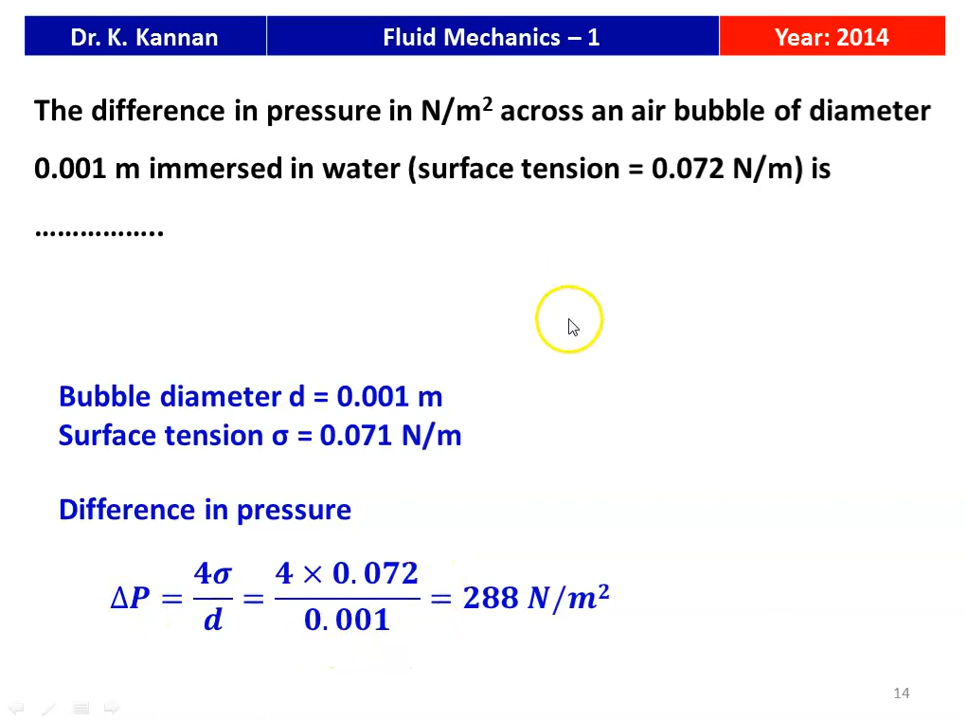 Dr. K. Kannan Fluid Mechanics – 1 Year: 2014
The difference in pressure in N/m² across an air bubble of diameter
0.001 m immersed in water (surface tension = 0.072 N/m) is
……………..
Bubble diameter d = 0.001 m
Surface tension σ = 0.071 N/m
Difference in pressure
ΔP = 4σ/d = 4 × 0.072/0.001 = 288 N/m²
14